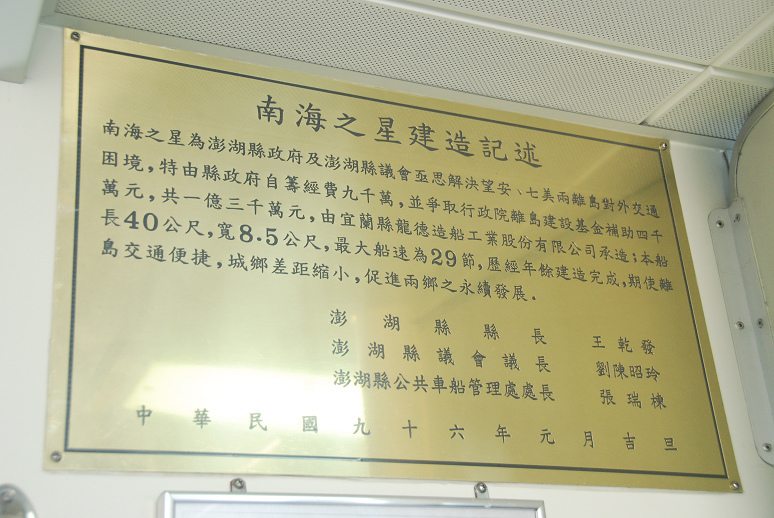 南海之星建造記述
南海之星為澎湖縣政府及澎湖縣議會亟思解決望安、七美兩離島對外交通
困境，特由縣政府自籌經費九千萬，並爭取行政院離島建設基金補助四千
萬元，共一億三千萬元，由宜蘭縣龍德造船工業股份有限公司承造；本船
長40公尺，寬8.5公尺，最大船速為29節，歷經年餘建造完成，期使離
島交通便捷，城鄉差距縮小，促進兩鄉之永續發展．
澎湖縣縣長 王乾發
澎湖縣議會議長 劉陳昭玲
澎湖縣公共車船管理處處長 張瑞棟
中華民國九十六年元月吉旦